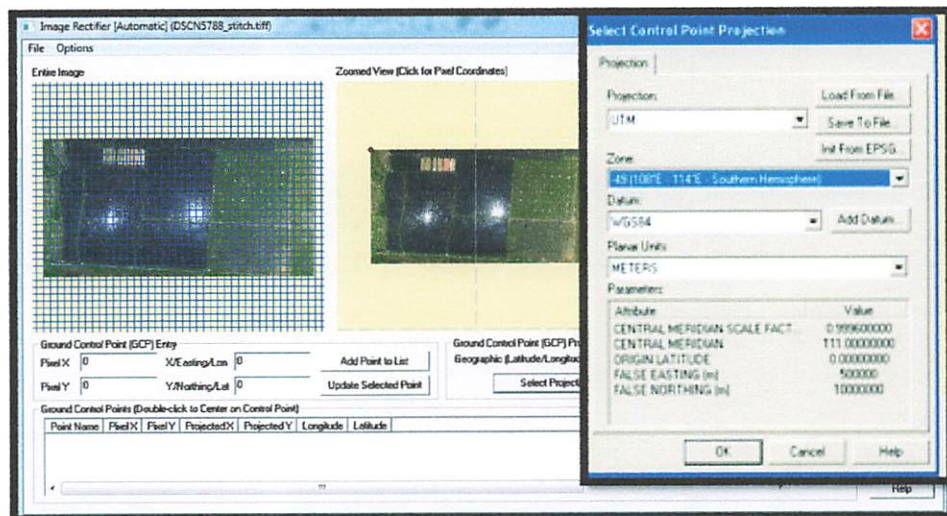 Image Rectifier [Automatic] (DSCN5788_stitch.tiff)
File Options
Entire Image
Zoomed View (Click for Pixel Coordinates)
Ground Control Point (GCP) Entry
Pixel X 0 X/Easting/Lon 0 Add Point to List
Pixel Y 0 Y/Northing/Lat 0 Update Selected Point
Ground Control Point (GCP) Pro
Geographic (Latitude/Longitud
Select Project
Ground Control Points (Double-click to Center on Control Point)
Point Name Pixel X Pixel Y Projected X Projected Y Longitude Latitude
Help
Select Control Point Projection
Projection
Projection:
Load From File...
UTM
Save To File...
Init From EPSG...
Zone:
-49 (108°E - 114°E - Southern Hemisphere)
Datum:
WGS84
Add Datum...
Planar Units:
METERS
Parameters:
Attribute Value
CENTRAL MERIDIAN SCALE FACT... 0.999600000
CENTRAL MERIDIAN 111.00000000
ORIGIN LATITUDE 0.00000000
FALSE EASTING (m) 500000
FALSE NORTHING (m) 10000000
OK Cancel Help